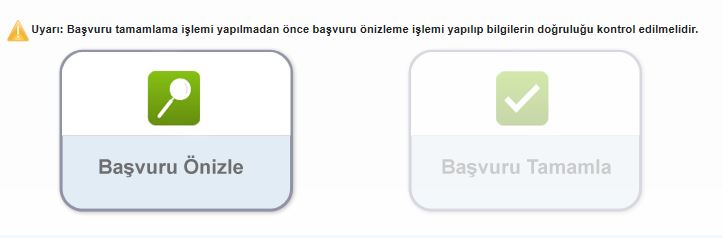 Uyarı: Başvuru tamamlama işlemi yapılmadan önce başvuru önizleme işlemi yapılıp bilgilerin doğruluğu kontrol edilmelidir.
Başvuru Önizle
Başvuru Tamamla